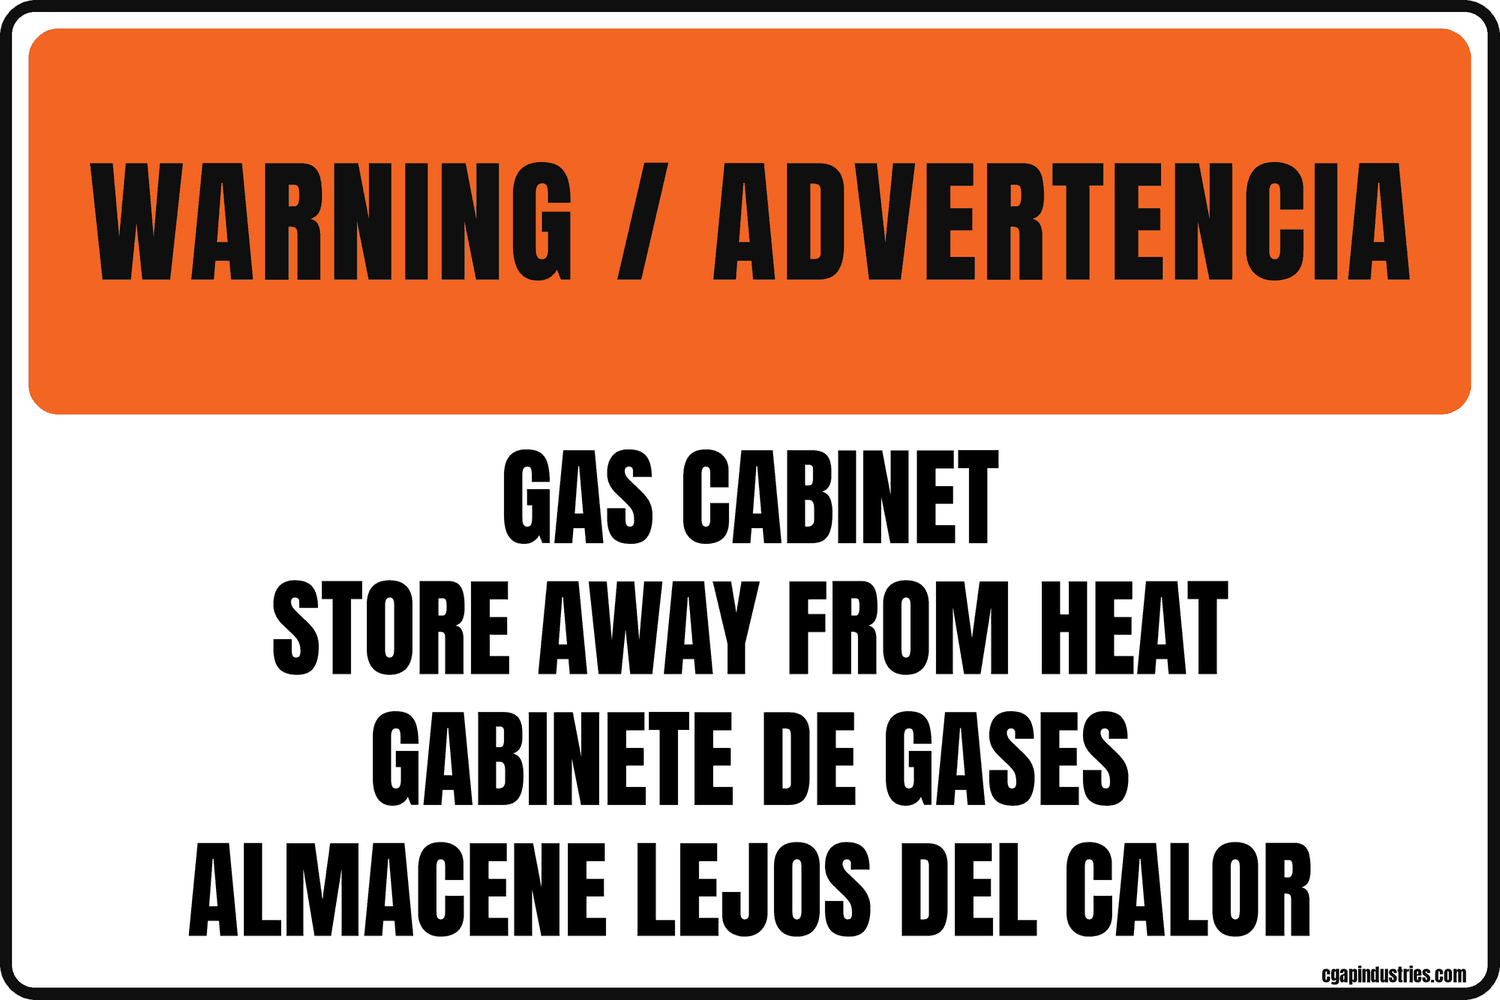 WARNING / ADVERTENCIA
GAS CABINET
STORE AWAY FROM HEAT
GABINETE DE GASES
ALMACENE LEJOS DEL CALOR
cgapindustries.com